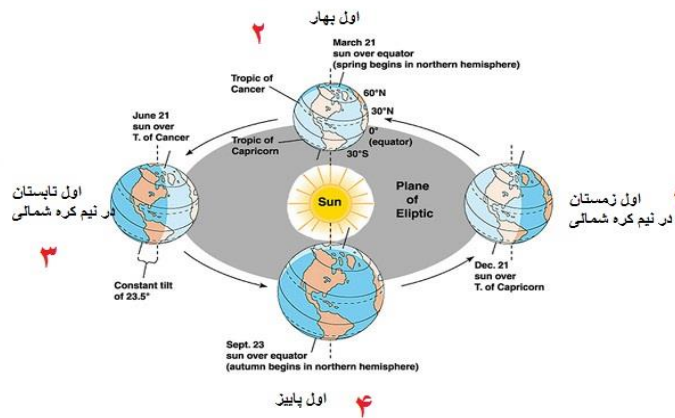 اول بهار
۲
March 21
sun over equator
(spring begins in northern hemisphere)
Tropic of
Cancer
60°N
30°N
0°
(equator)
30°S
Tropic of
Capricorn
June 21
sun over
T. of Cancer
اول تابستان
در نیم کره شمالی
۳
Sun
Plane
of
Eliptic
اول زمستان
در نیم کره شمالی
Constant tilt
of 23.5°
Dec. 21
sun over
T. of Capricorn
Sept. 23
sun over equator
(autumn begins in northern hemisphere)
اول پاییز
۴